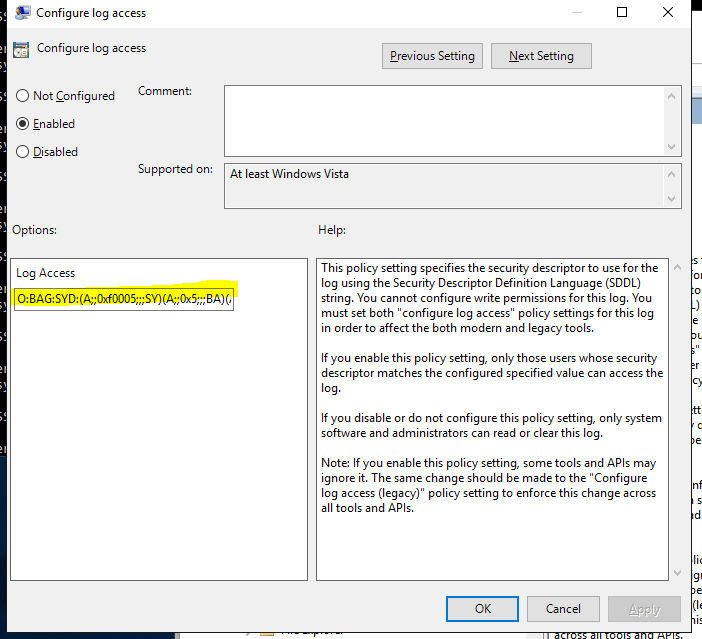 Configure log access
Configure log access
Previous Setting
Next Setting
Not Configured
Enabled
Disabled
Comment:
Supported on:
At least Windows Vista
Options:
Help:
Log Access
O:BAG:SYD:(A;;0xf0005;;;SY)(A;;0x5;;;BA)(
This policy setting specifies the security descriptor to use for the
log using the Security Descriptor Definition Language (SDDL)
string. You cannot configure write permissions for this log. You
must set both "configure log access" policy settings for this log
in order to affect the both modern and legacy tools.
If you enable this policy setting, only those users whose security
descriptor matches the configured specified value can access the
log.
If you disable or do not configure this policy setting, only system
software and administrators can read or clear this log.
Note: If you enable this policy setting, some tools and APIs may
ignore it. The same change should be made to the "Configure
log access (legacy)" policy setting to enforce this change across
all tools and APIs.
OK
Cancel
Apply
across all tools and APIs.